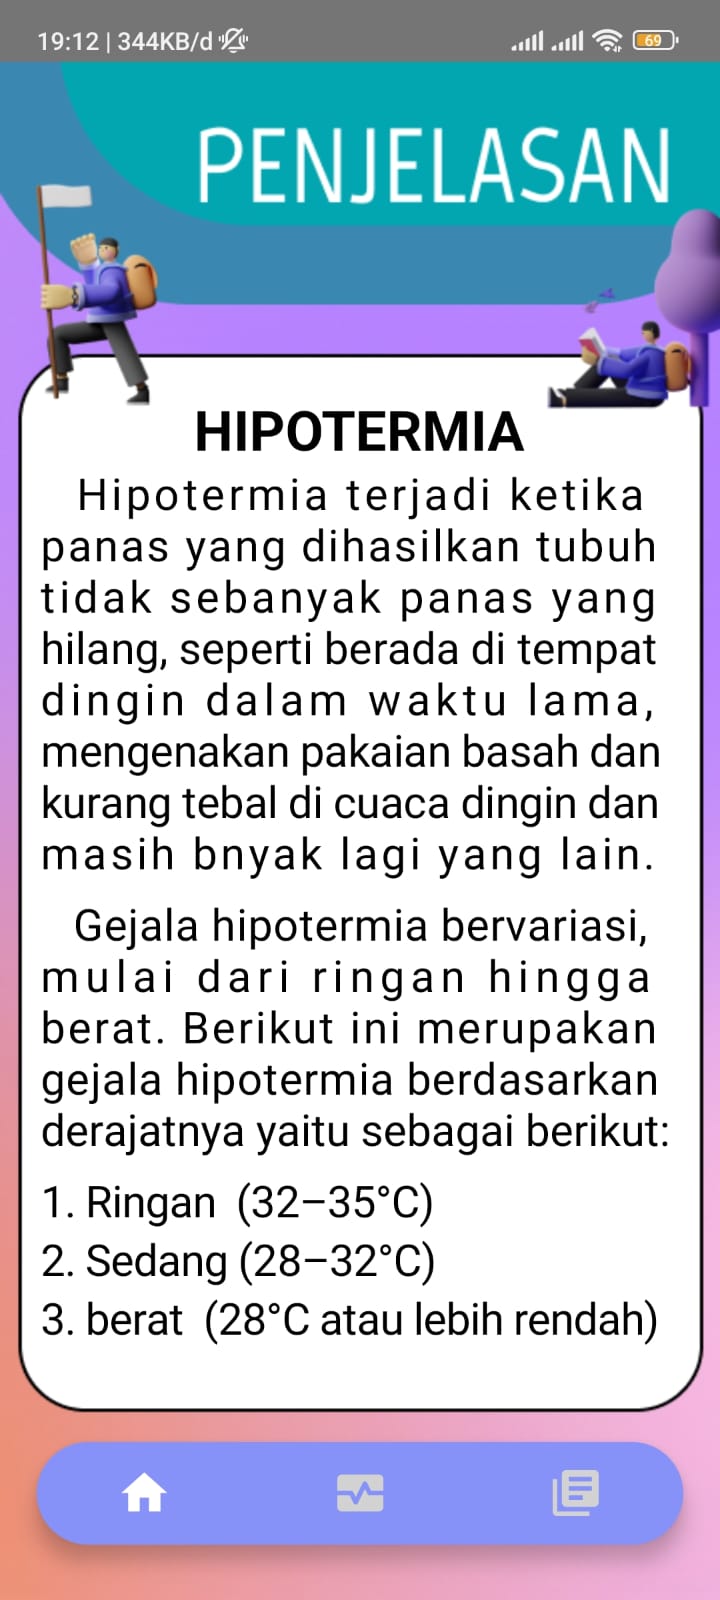 19:12 | 344KB/d
69
PENJELASAN
HIPOTERMIA
Hipotermia terjadi ketika
panas yang dihasilkan tubuh
tidak sebanyak panas yang
hilang, seperti berada di tempat
dingin dalam waktu lama,
mengenakan pakaian basah dan
kurang tebal di cuaca dingin dan
masih bnyak lagi yang lain.
Gejala hipotermia bervariasi,
mulai dari ringan hingga
berat. Berikut ini merupakan
gejala hipotermia berdasarkan
derajatnya yaitu sebagai berikut:
1. Ringan (32–35°C)
2. Sedang (28–32°C)
3. berat (28°C atau lebih rendah)